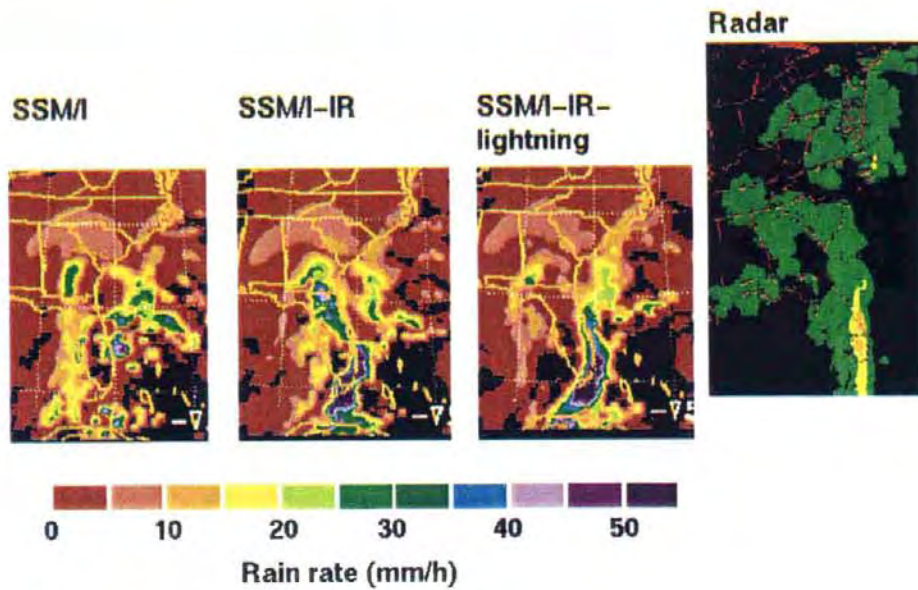 Radar
SSM/I
SSM/I-IR
SSM/I-IR-
lightning
0 10 20 30 40 50
Rain rate (mm/h)